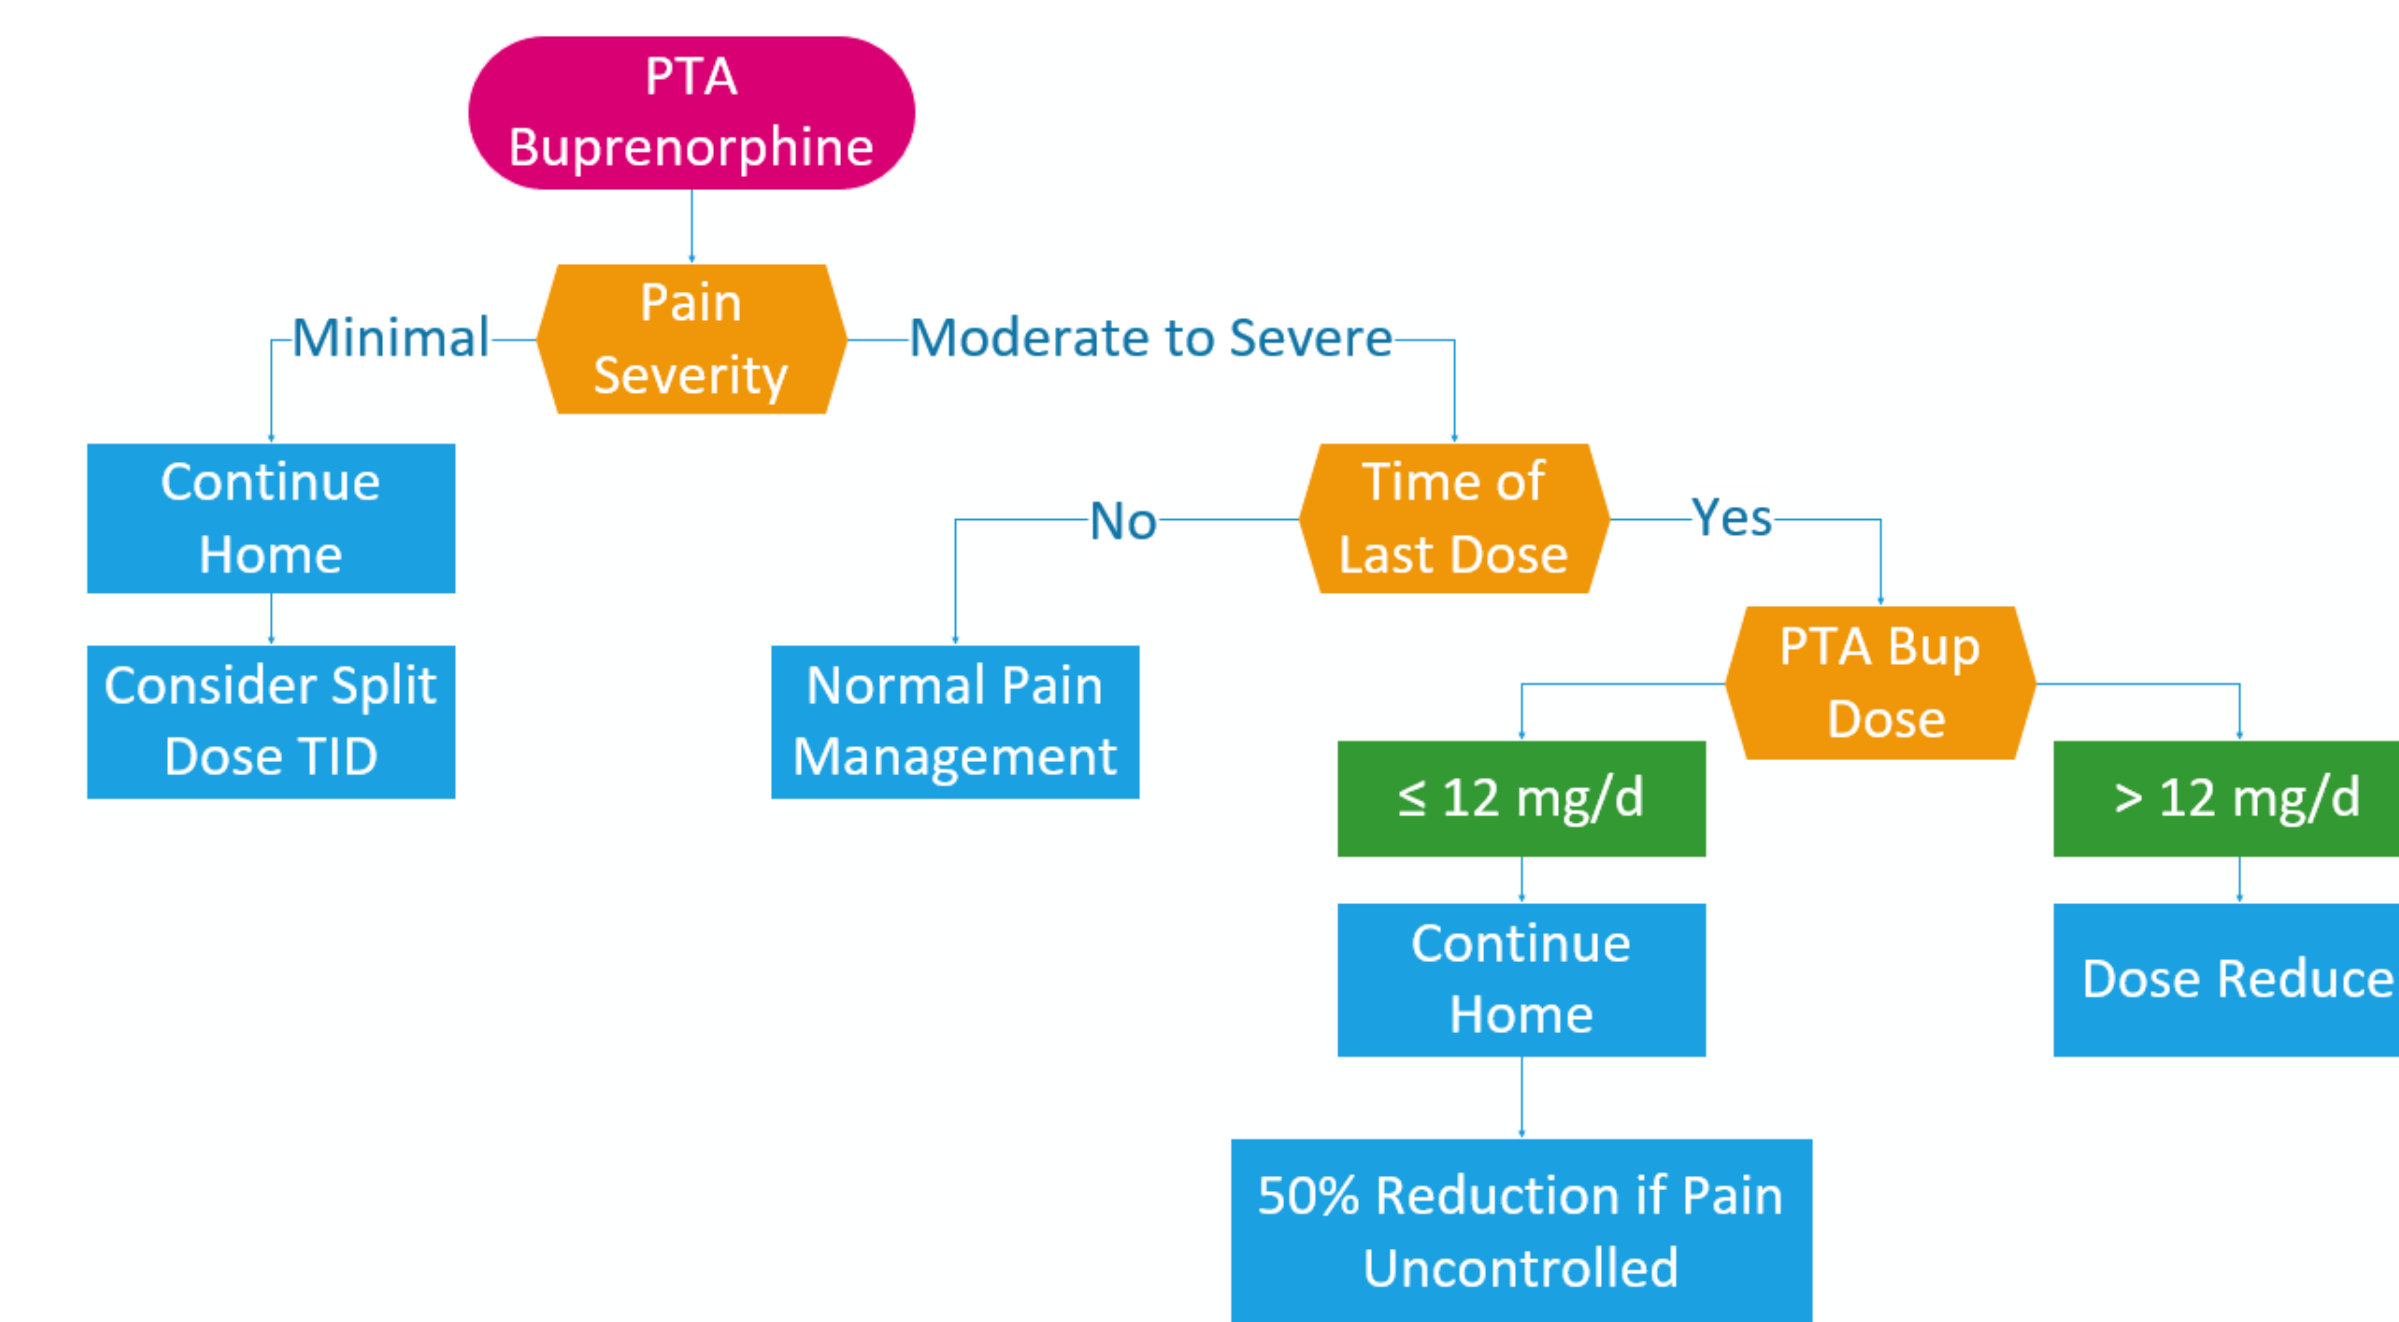 PTA
Buprenorphine
Pain
Severity
Minimal
Moderate to Severe
Continue
Home
Time of
Last Dose
No
Yes
Consider Split
Dose TID
Normal Pain
Management
PTA Bup
Dose
≤ 12 mg/d
> 12 mg/d
Continue
Home
Dose Reduce
50% Reduction if Pain
Uncontrolled